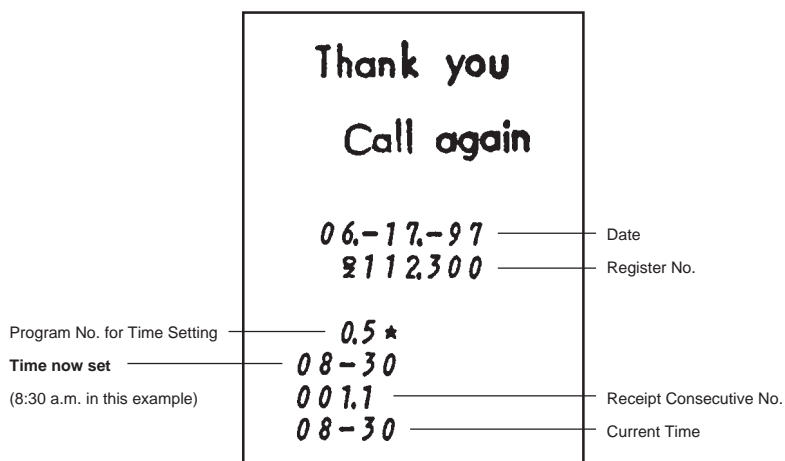 Thank you
Call again
06.-17.-97 Date
º112.300 Register No.
Program No. for Time Setting 0.5★
Time now set 08-30
(8:30 a.m. in this example) 001.1 Receipt Consecutive No.
08-30 Current Time